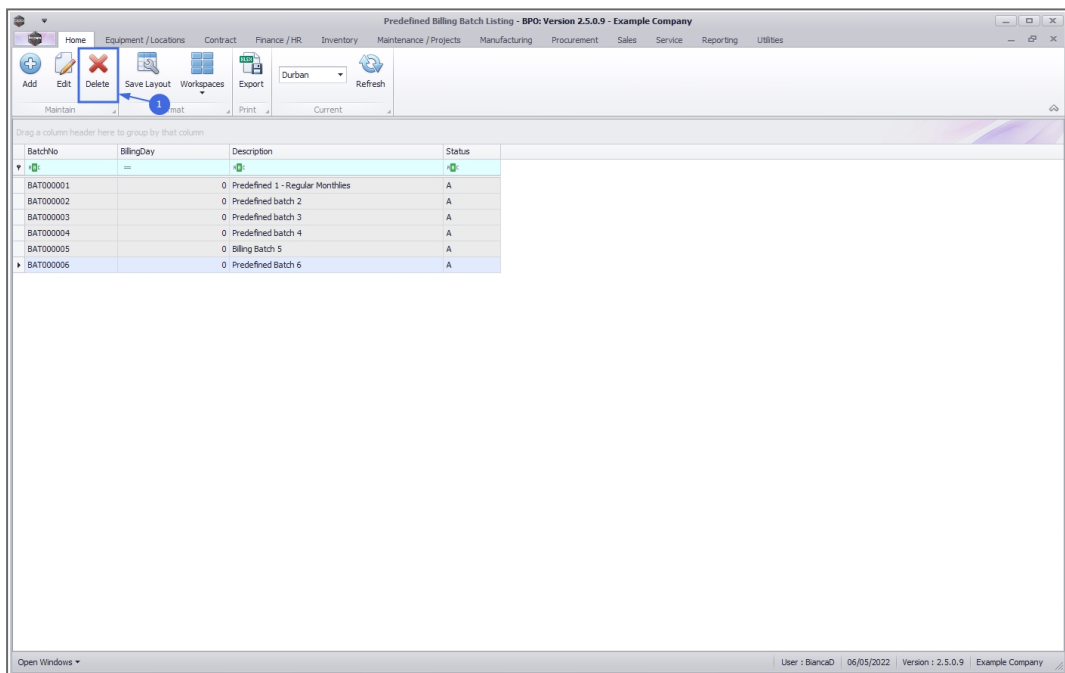 Predefined Billing Batch Listing - BPO: Version 2.5.0.9 - Example Company
Home Equipment / Locations Contract Finance / HR Inventory Maintenance / Projects Manufacturing Procurement Sales Service Reporting Utilities
Add Edit Delete Save Layout Workspaces Export Durban Refresh
1
Maintain mat Print Current
Drag a column header here to group by that column
BatchNo BillingDay Description Status
=
BAT000001 0 Predefined 1 - Regular Monthlies A
BAT000002 0 Predefined batch 2 A
BAT000003 0 Predefined batch 3 A
BAT000004 0 Predefined batch 4 A
BAT000005 0 Billing Batch 5 A
BAT000006 0 Predefined Batch 6 A
Open Windows User : BiancaD 06/05/2022 Version : 2.5.0.9 Example Company